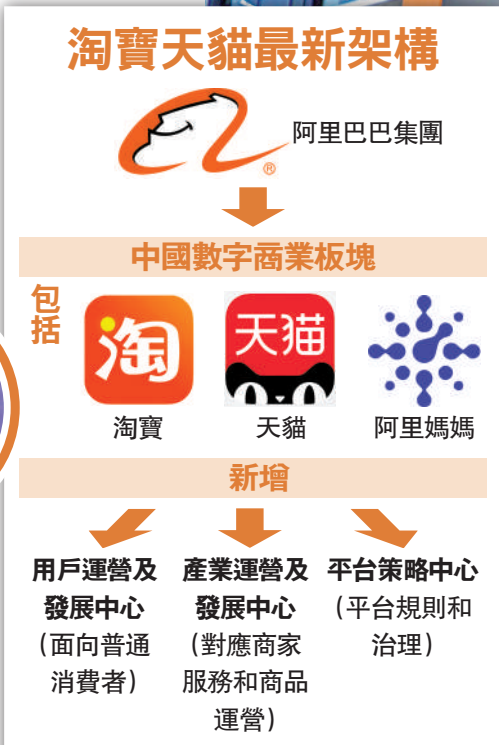 淘寶天貓最新架構
阿里巴巴集團
®
中國數字商業板塊
包括
淘
天猫
淘寶
天貓
阿里媽媽
新增
用戶運營及
發展中心
(面向普通
消費者)
產業運營及
發展中心
(對應商家
服務和商品
運營)
平台策略中心
(平台規則和
治理)